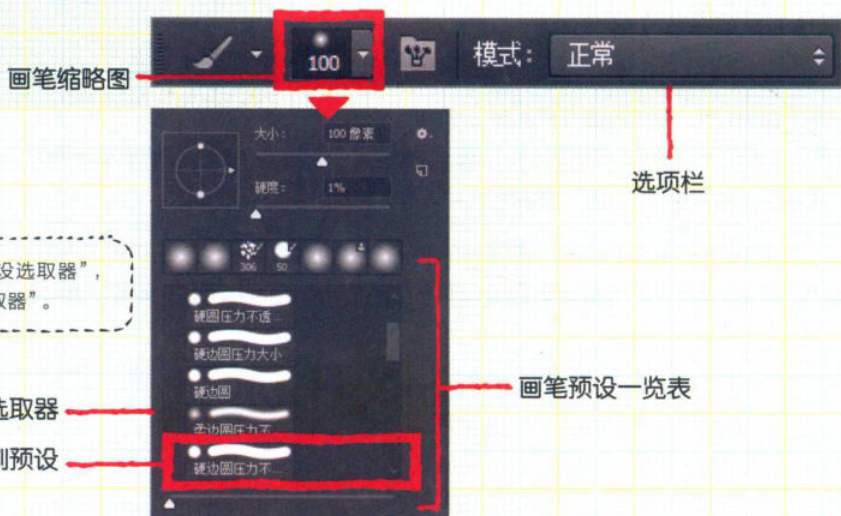 100
模式：
正常
画笔缩略图
选项栏
大小：
100 像素
硬度：
1%
306
50
设选取器”，
取器”。
硬圆压力不透...
硬边圆压力大小
硬边圆
柔边圆压力不...
硬边圆压力不...
选取器
画笔预设一览表
预设